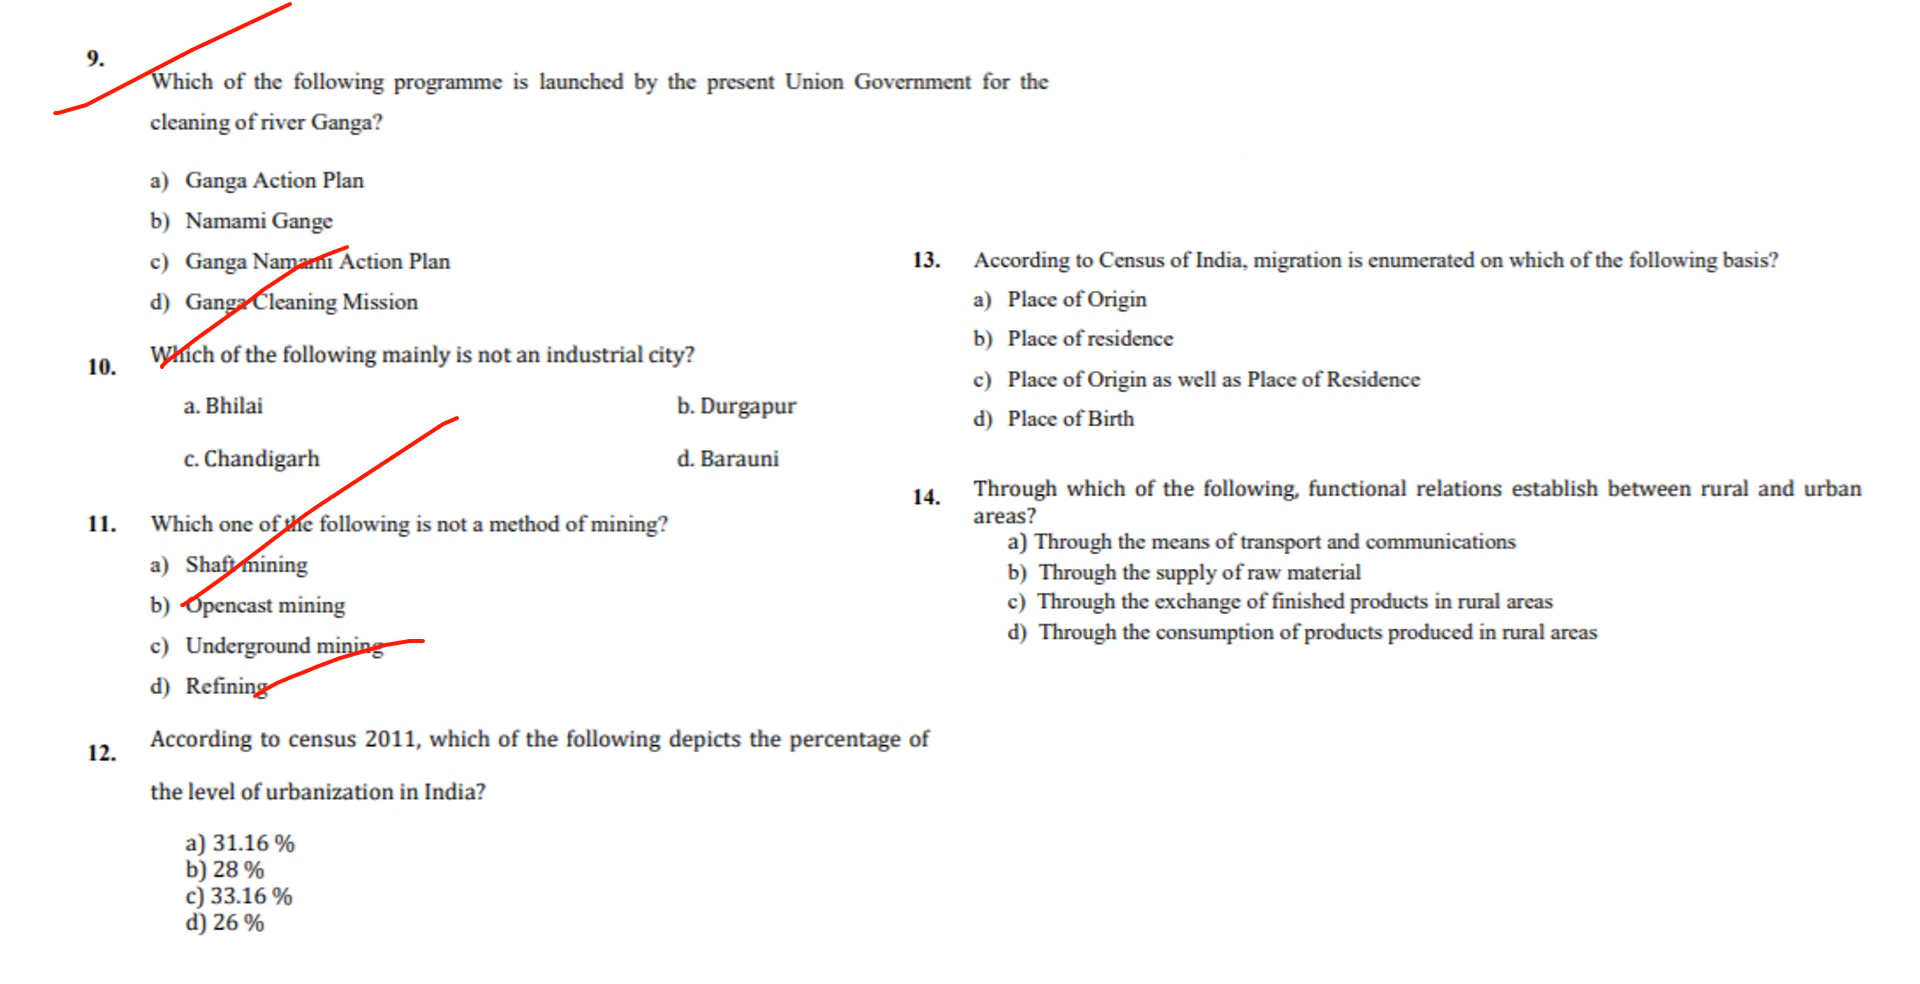 9.
Which of the following programme is launched by the present Union Government for the
cleaning of river Ganga?
a) Ganga Action Plan
b) Namami Gange
c) Ganga Namami Action Plan
d) Ganga Cleaning Mission
10. Which of the following mainly is not an industrial city?
a. Bhilai b. Durgapur
c. Chandigarh d. Barauni
11. Which one of the following is not a method of mining?
a) Shaft mining
b) Opencast mining
c) Underground mining
d) Refining
12. According to census 2011, which of the following depicts the percentage of
the level of urbanization in India?
a) 31.16 %
b) 28 %
c) 33.16 %
d) 26 %
13. According to Census of India, migration is enumerated on which of the following basis?
a) Place of Origin
b) Place of residence
c) Place of Origin as well as Place of Residence
d) Place of Birth
14. Through which of the following, functional relations establish between rural and urban
areas?
a) Through the means of transport and communications
b) Through the supply of raw material
c) Through the exchange of finished products in rural areas
d) Through the consumption of products produced in rural areas